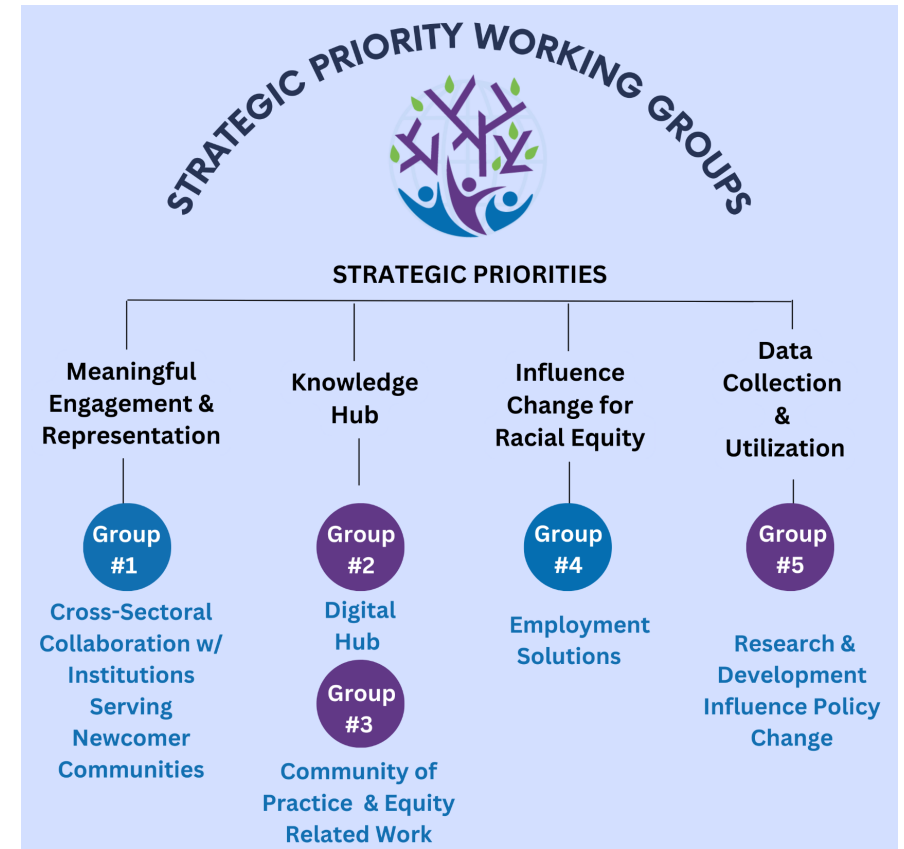 STRATEGIC PRIORITY WORKING GROUPS
STRATEGIC PRIORITIES
Meaningful
Engagement &
Representation
Group
#1
Cross-Sectoral
Collaboration w/
Institutions
Serving
Newcomer
Communities
Knowledge
Hub
Group
#2
Digital
Hub
Group
#3
Community of
Practice & Equity
Related Work
Influence
Change for
Racial Equity
Group
#4
Employment
Solutions
Data
Collection
&
Utilization
Group
#5
Research &
Development
Influence Policy
Change